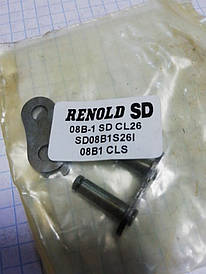 RENOLD SD
08B-1 SD CL26
SD08B1S26I
08B1 CLS